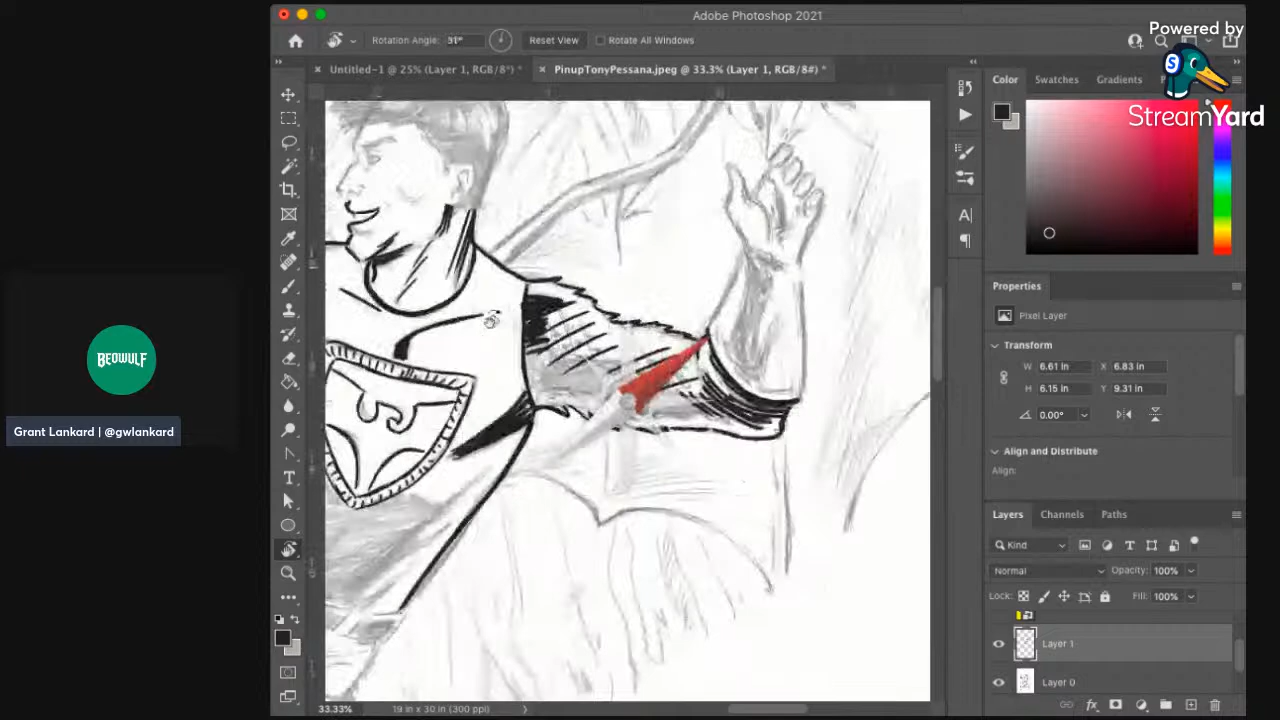 Adobe Photoshop 2021
Powered by
StreamYard
Rotation Angle: 31°
Reset View
Rotate All Windows
Untitled-1 @ 25% (Layer 1, RGB/8*) *
PinupTonyPessana.jpeg @ 33.3% (Layer 1, RGB/8#) *
Color
Swatches
Gradients
Properties
Pixel Layer
Transform
W 6.61 in
X 6.83 in
H 6.15 in
Y 9.31 in
0.00°
Align and Distribute
Align:
Layers
Channels
Paths
Kind
Normal
Opacity: 100%
Lock:
Fill: 100%
Layer 1
Layer 0
BEOWULF
Grant Lankard | @gwlankard
33.33%
19 in x 30 in (300 ppi)